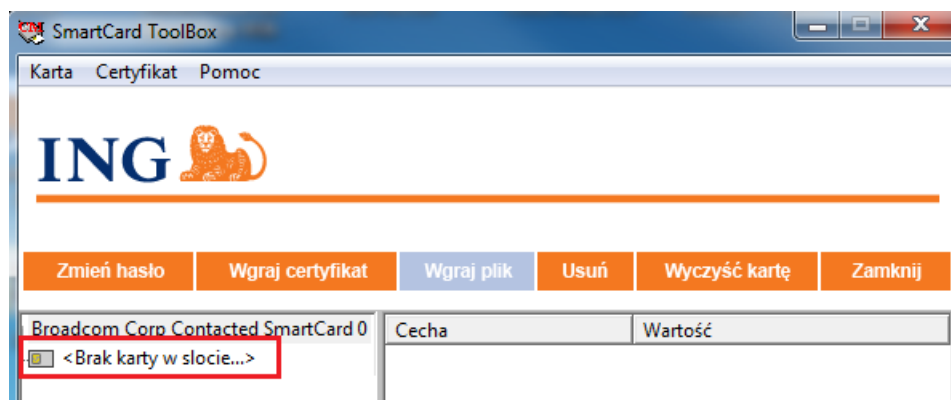 SmartCard ToolBox
Karta Certyfikat Pomoc
ING
Zmień hasło Wgraj certyfikat Wgraj plik Usuń Wyczyść kartę Zamknij
Broadcom Corp Contacted SmartCard 0 Cecha Wartość
<Brak karty w slocie...>